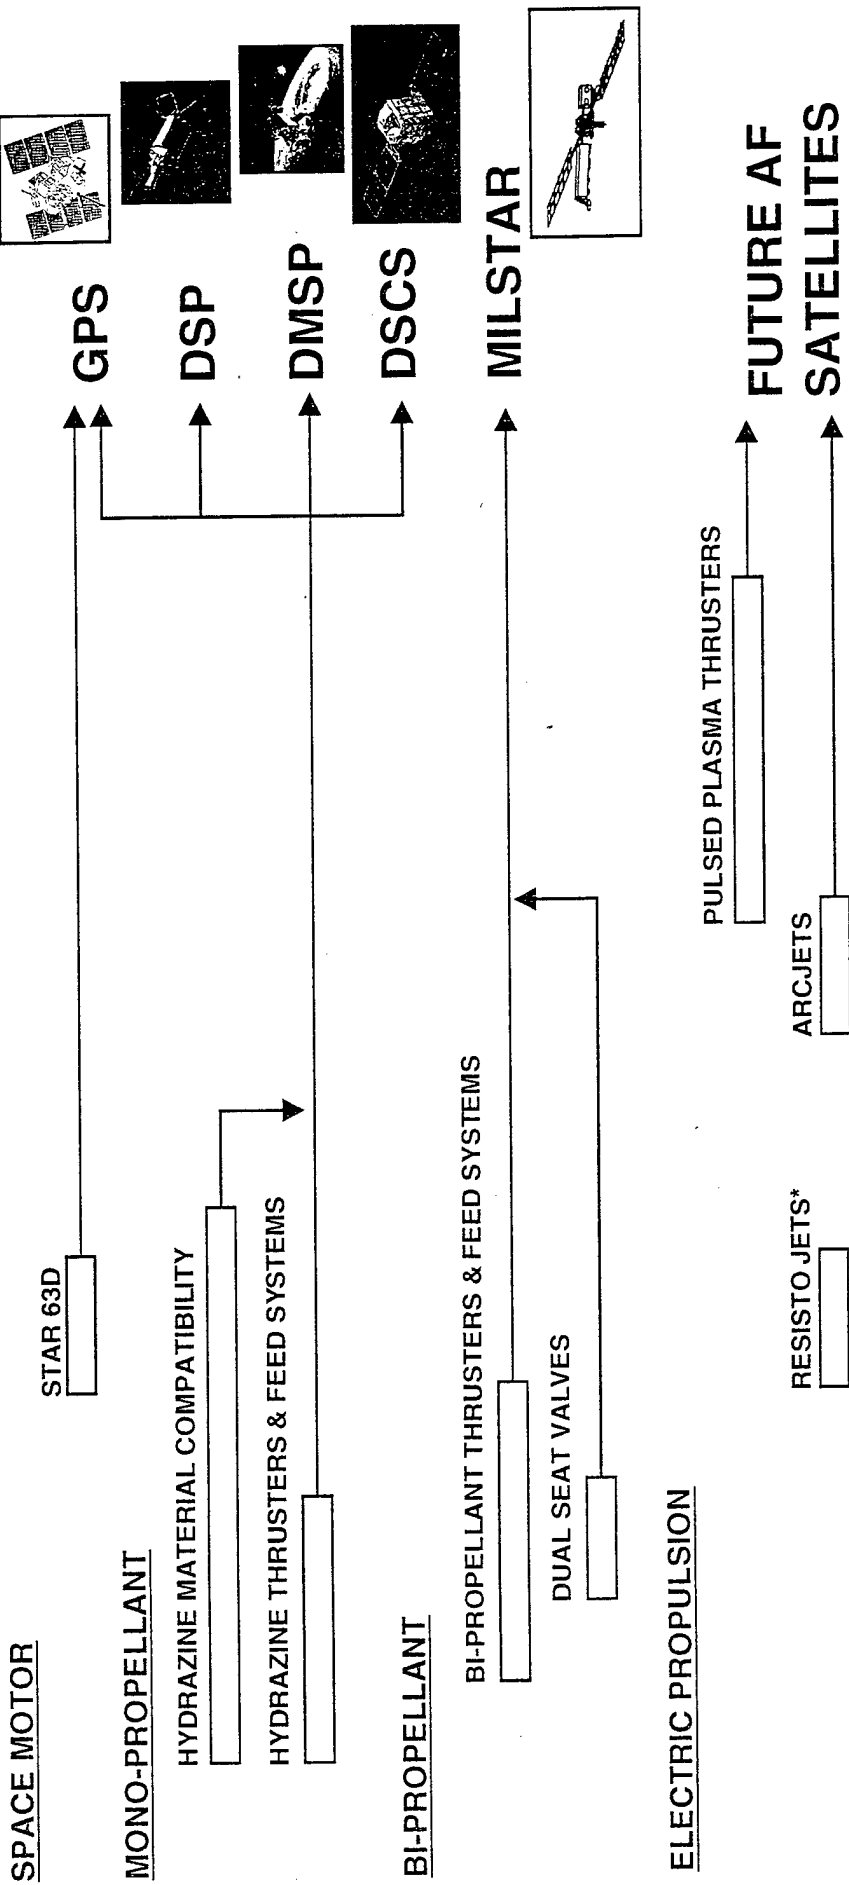 SPACE MOTOR
STAR 63D
GPS
MONO-PROPELLANT
HYDRAZINE MATERIAL COMPATIBILITY
DSP
HYDRAZINE THRUSTERS & FEED SYSTEMS
DMSP
DSCS
BI-PROPELLANT
BI-PROPELLANT THRUSTERS & FEED SYSTEMS
MILSTAR
DUAL SEAT VALVES
ELECTRIC PROPULSION
PULSED PLASMA THRUSTERS
FUTURE AF
SATELLITES
RESISTO JETS*
ARCJETS